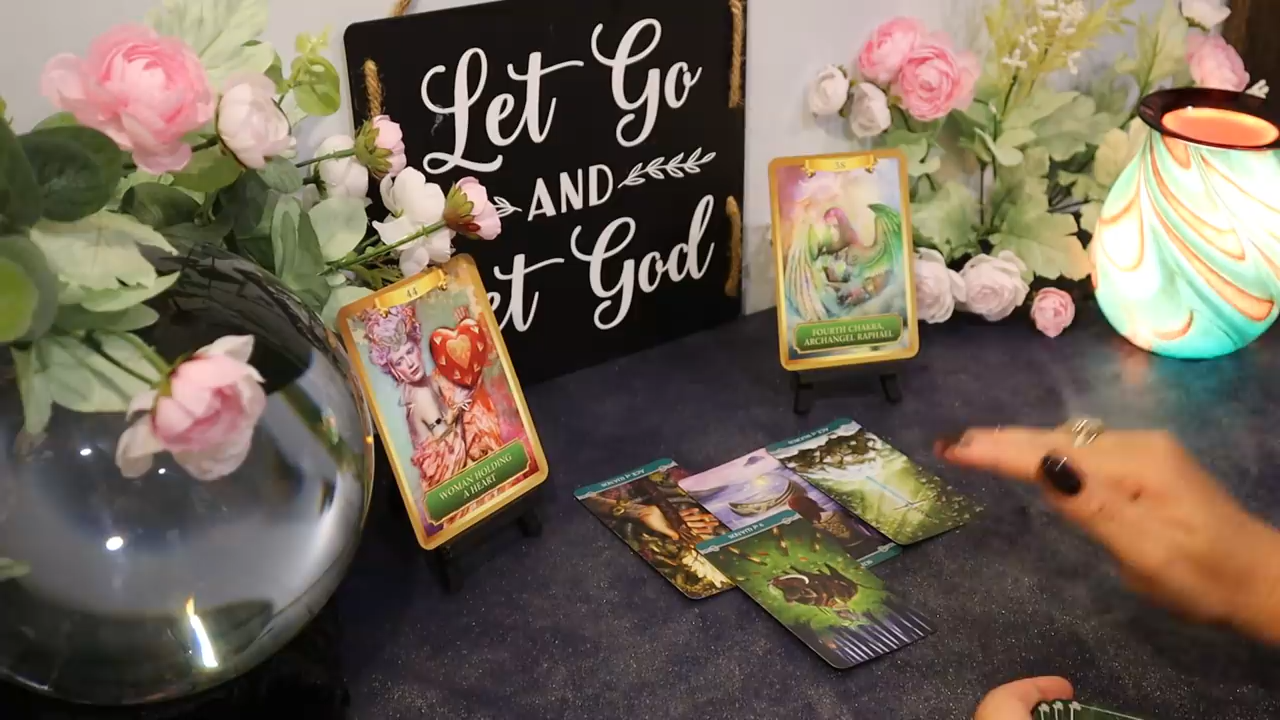 Let Go
AND
et God
44
WOMAN HOLDING
A HEART
38
FOURTH CHAKRA,
ARCHANGEL RAPHAEL